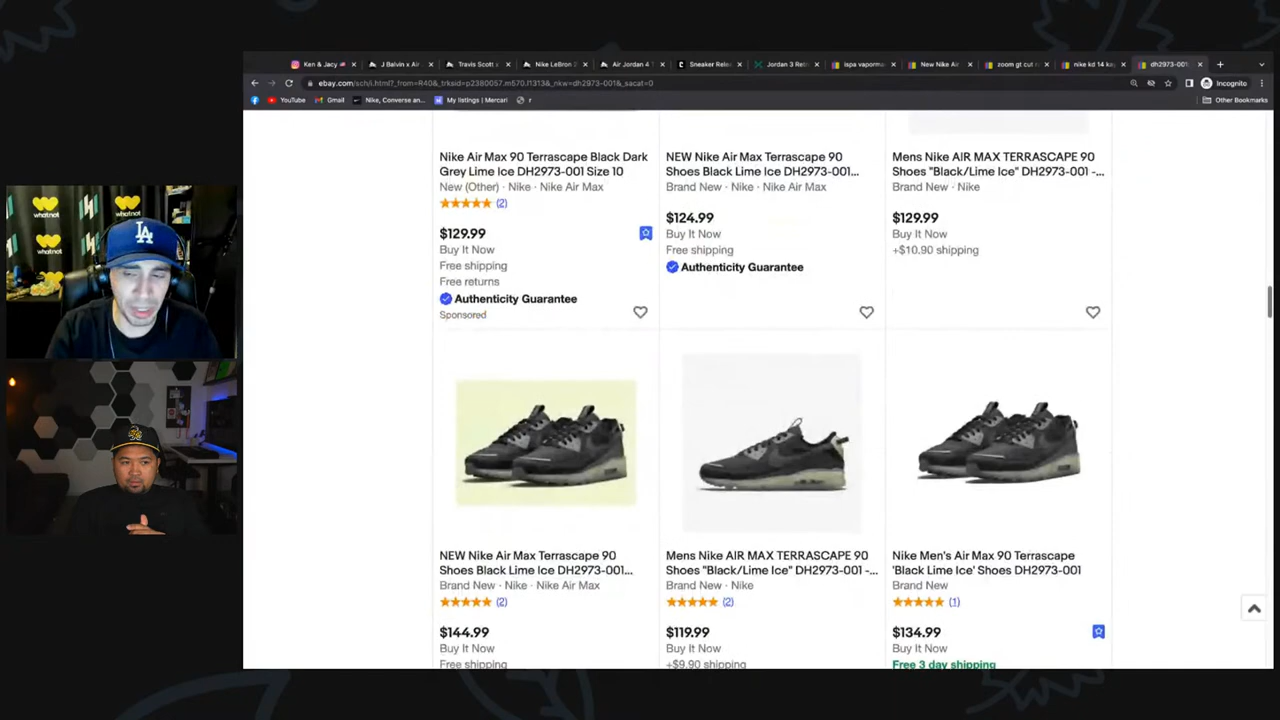 Ken & Jacy
J Balvin x Air
Travis Scott x
Nike LeBron 2
Air Jordan 4
Sneaker Rele
Jordan 3 Retr
ispa vaporma
New Nike Air
zoom gt cut r
nike kd 14 ka
dh2973-001
ebay.com/sch/i.html?_from=R40&_trksid=p2380057.m570.l1313&_nkw=dh2973-001&_sacat=0
Incognito
YouTube
Gmail
Nike, Converse an...
My listings | Mercari
r
Other Bookmarks
Nike Air Max 90 Terrascape Black Dark
Grey Lime Ice DH2973-001 Size 10
New (Other) · Nike · Nike Air Max
(2)
$129.99
Buy It Now
Free shipping
Free returns
Authenticity Guarantee
Sponsored
NEW Nike Air Max Terrascape 90
Shoes Black Lime Ice DH2973-001...
Brand New · Nike · Nike Air Max
$124.99
Buy It Now
Free shipping
Authenticity Guarantee
Mens Nike AIR MAX TERRASCAPE 90
Shoes "Black/Lime Ice" DH2973-001 -...
Brand New · Nike
$129.99
Buy It Now
+$10.90 shipping
NEW Nike Air Max Terrascape 90
Shoes Black Lime Ice DH2973-001...
Brand New · Nike · Nike Air Max
(2)
$144.99
Buy It Now
Free shipping
Mens Nike AIR MAX TERRASCAPE 90
Shoes "Black/Lime Ice" DH2973-001 -...
Brand New · Nike
(2)
$119.99
Buy It Now
+$9.90 shipping
Nike Men's Air Max 90 Terrascape
'Black Lime Ice' Shoes DH2973-001
Brand New
(1)
$134.99
Buy It Now
Free 3 day shipping
whatnot
whatnot
LA